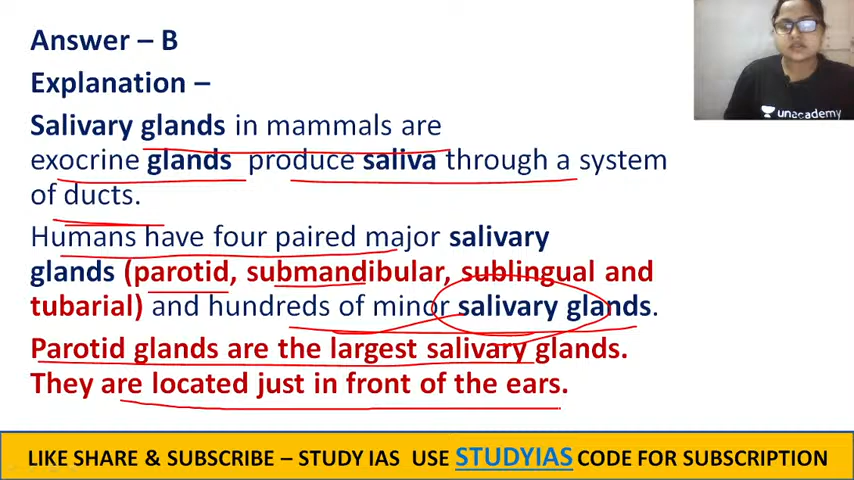 Answer – B
unacademy
Explanation –
Salivary glands in mammals are
exocrine glands produce saliva through a system
of ducts.
Humans have four paired major salivary
glands (parotid, submandibular, sublingual and
tubarial) and hundreds of minor salivary glands.
Parotid glands are the largest salivary glands.
They are located just in front of the ears.
LIKE SHARE & SUBSCRIBE – STUDY IAS USE STUDYIAS CODE FOR SUBSCRIPTION